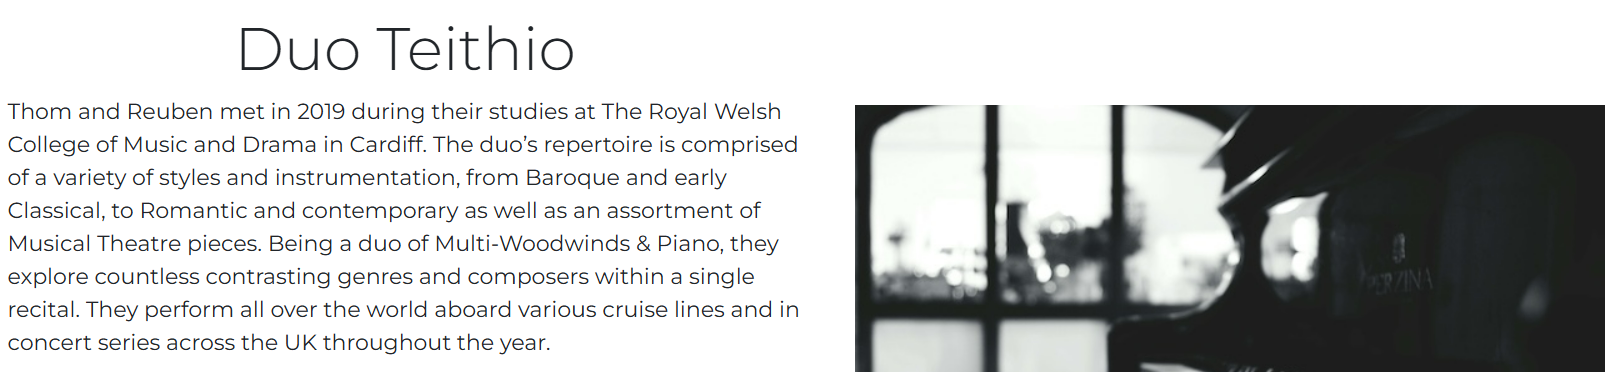 Duo Teithio
Thom and Reuben met in 2019 during their studies at The Royal Welsh
College of Music and Drama in Cardiff. The duo’s repertoire is comprised
of a variety of styles and instrumentation, from Baroque and early
Classical, to Romantic and contemporary as well as an assortment of
Musical Theatre pieces. Being a duo of Multi-Woodwinds & Piano, they
explore countless contrasting genres and composers within a single
recital. They perform all over the world aboard various cruise lines and in
concert series across the UK throughout the year.
PERZINA